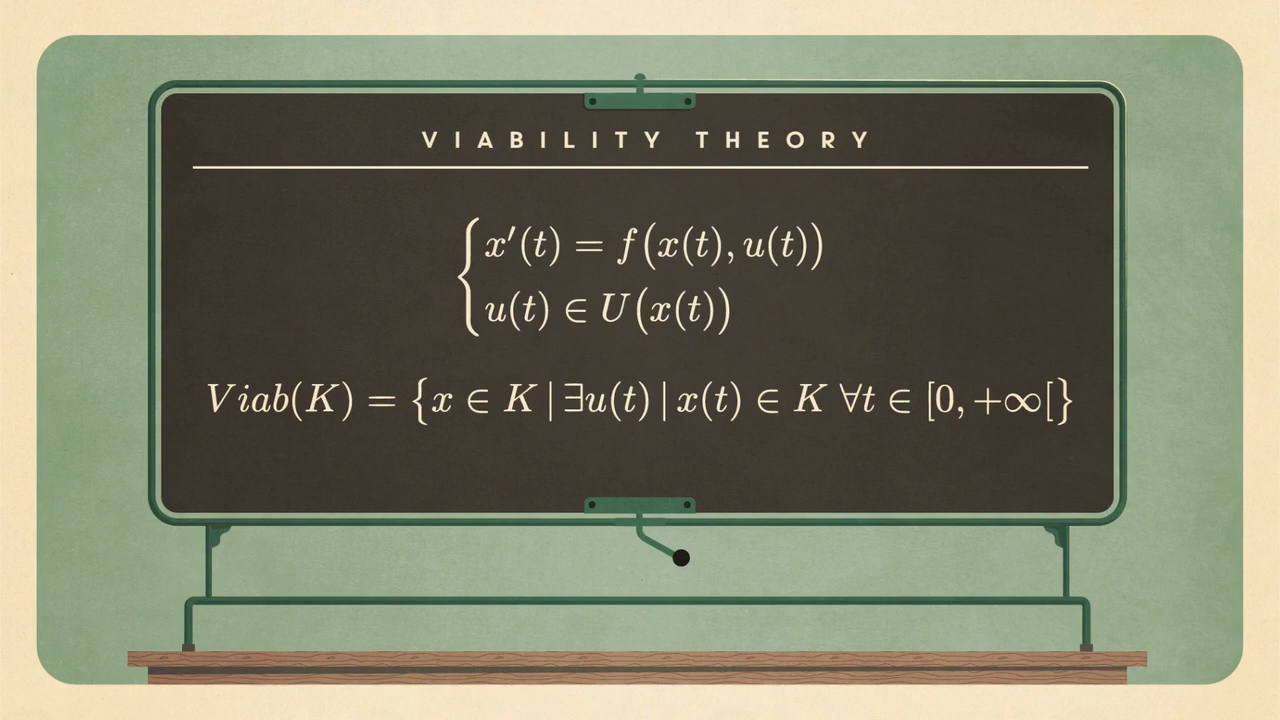 VIABILITY THEORY
x′(t) = f(x(t), u(t))
u(t) ∈ U(x(t))
Viab(K) = {x ∈ K | ∃u(t) | x(t) ∈ K ∀t ∈ [0, +∞[}